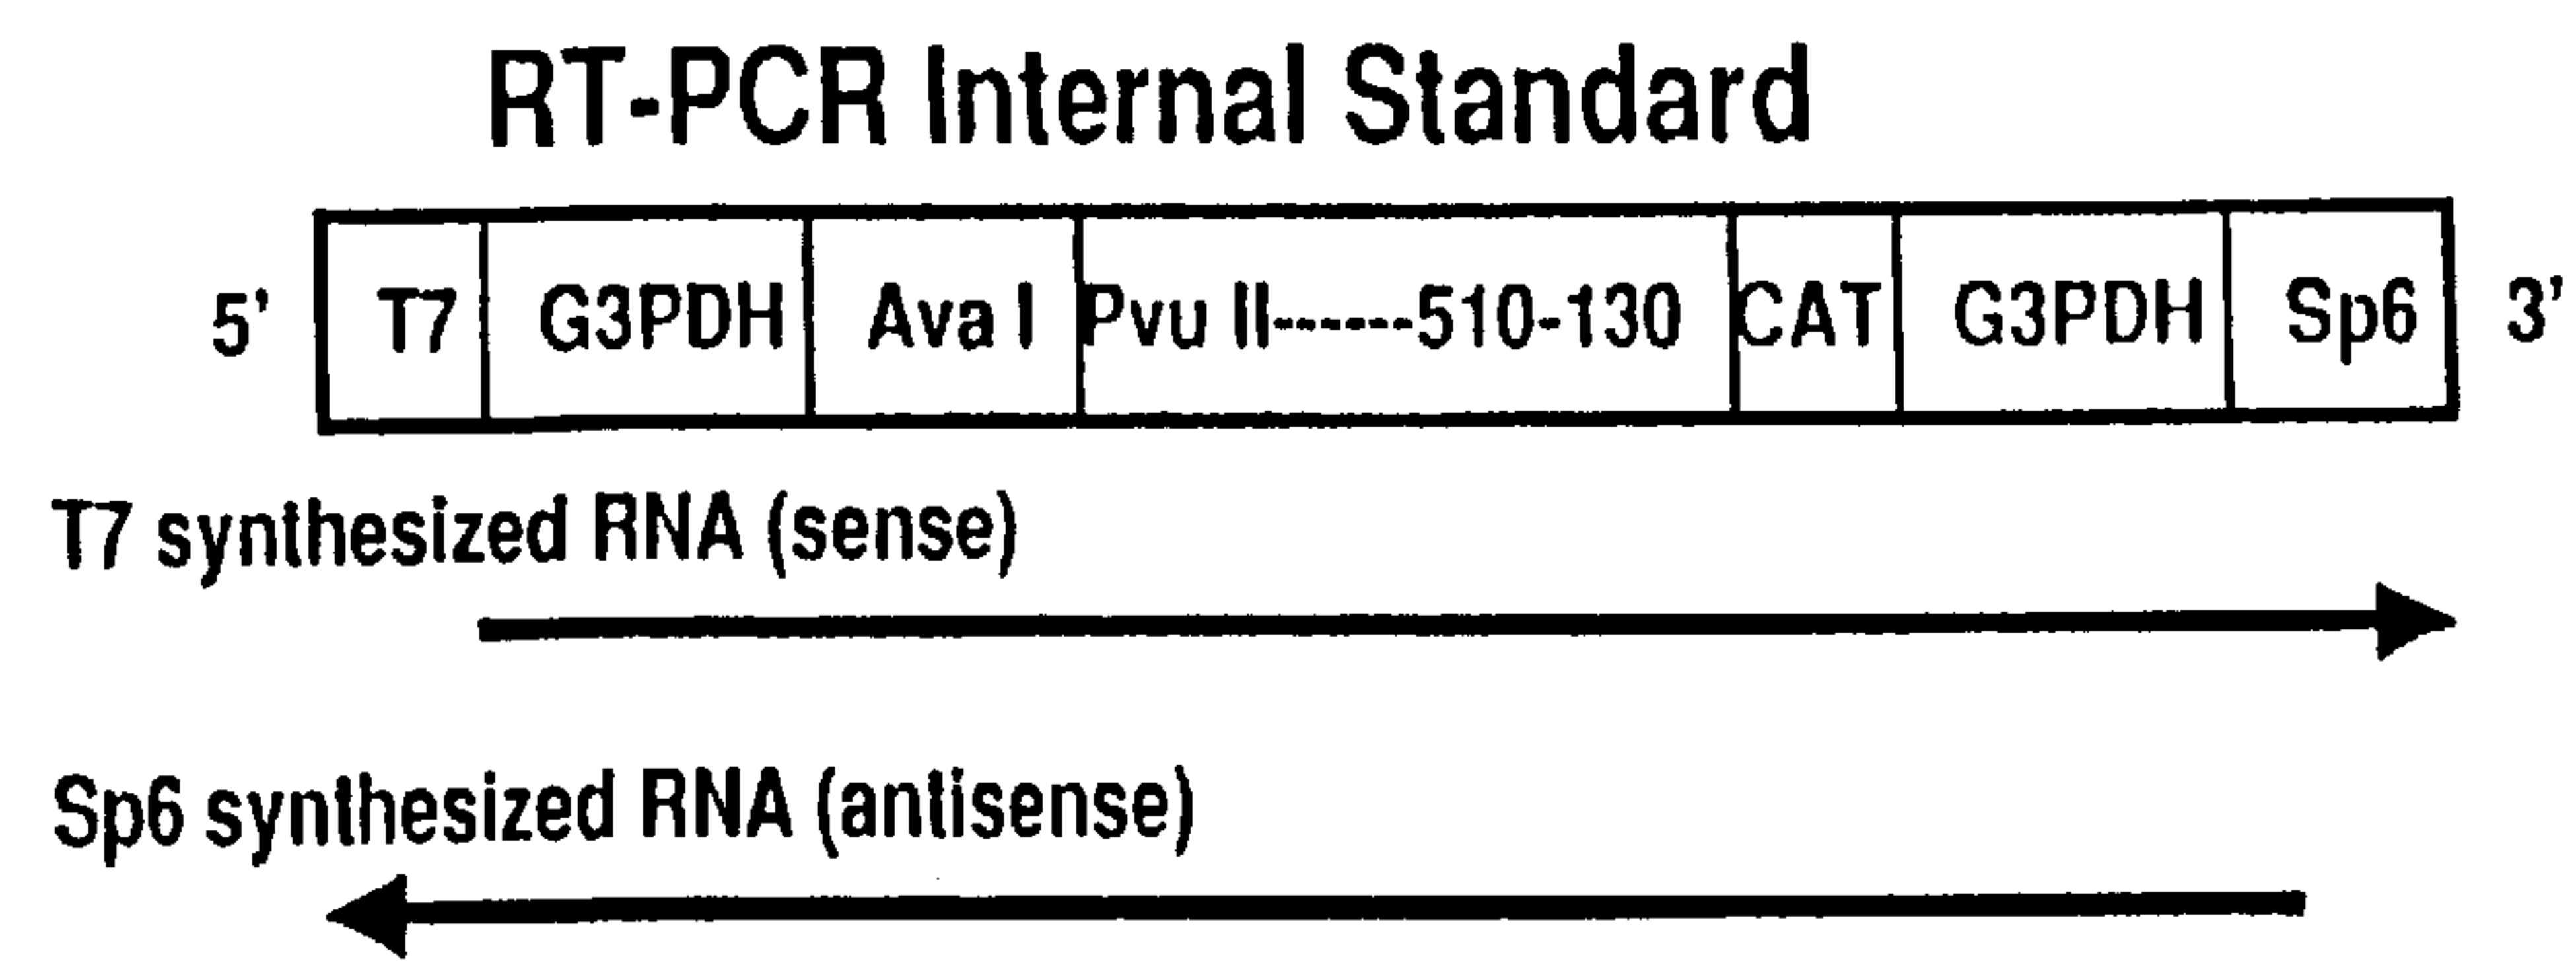 RT-PCR Internal Standard
5' T7 G3PDH Ava I Pvu II------510-130 CAT G3PDH Sp6 3'
T7 synthesized RNA (sense)
Sp6 synthesized RNA (antisense)